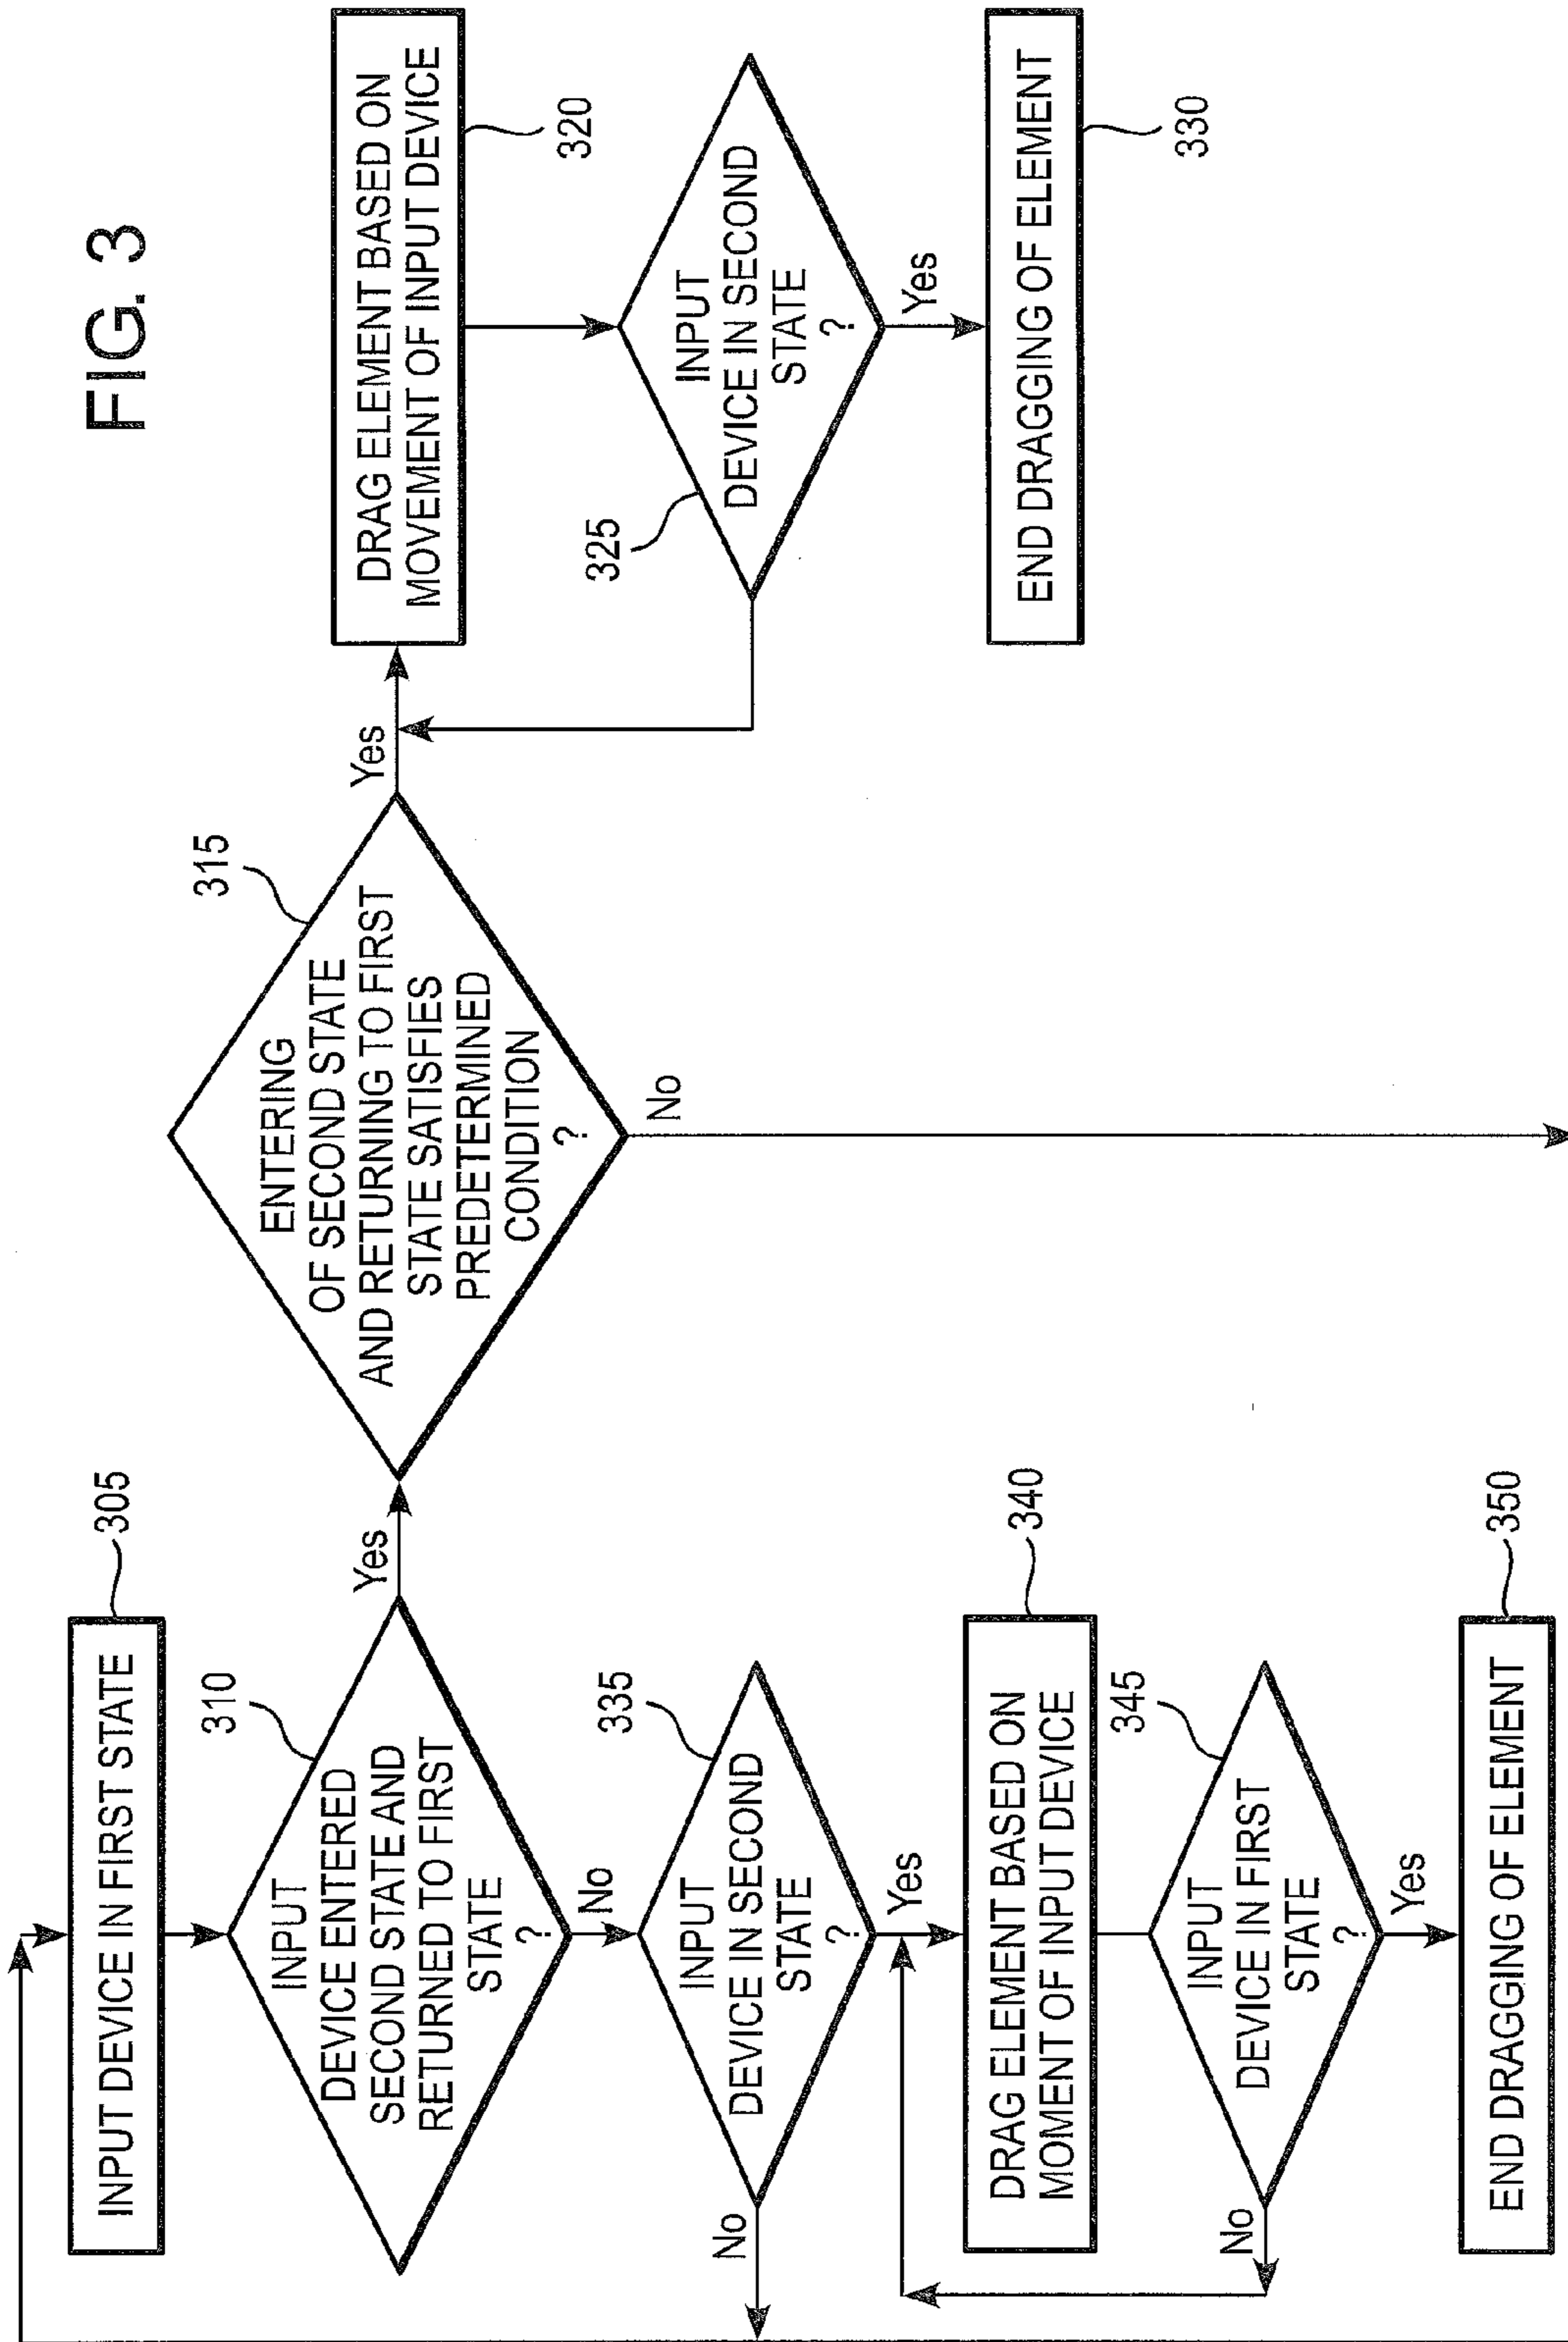 FIG. 3
INPUT DEVICE IN FIRST STATE
305
INPUT
DEVICE ENTERED
SECOND STATE AND
RETURNED TO FIRST
STATE
?
310
Yes
No
ENTERING
OF SECOND STATE
AND RETURNING TO FIRST
STATE SATISFIES
PREDETERMINED
CONDITION
?
315
Yes
No
DRAG ELEMENT BASED ON
MOVEMENT OF INPUT DEVICE
320
INPUT
DEVICE IN SECOND
STATE
?
325
Yes
END DRAGGING OF ELEMENT
330
INPUT
DEVICE IN SECOND
STATE
?
335
No
Yes
DRAG ELEMENT BASED ON
MOMENT OF INPUT DEVICE
340
INPUT
DEVICE IN FIRST
STATE
?
345
No
Yes
END DRAGGING OF ELEMENT
350